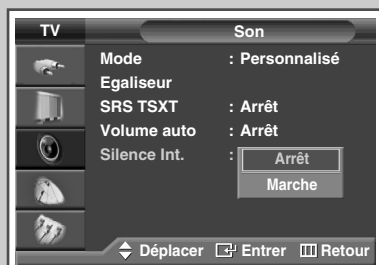 TV Son
Mode : Personnalisé
Egaliseur
SRS TSXT : Arrêt
Volume auto : Arrêt
Silence Int. : Arrêt
Marche
Déplacer Entrer Retour